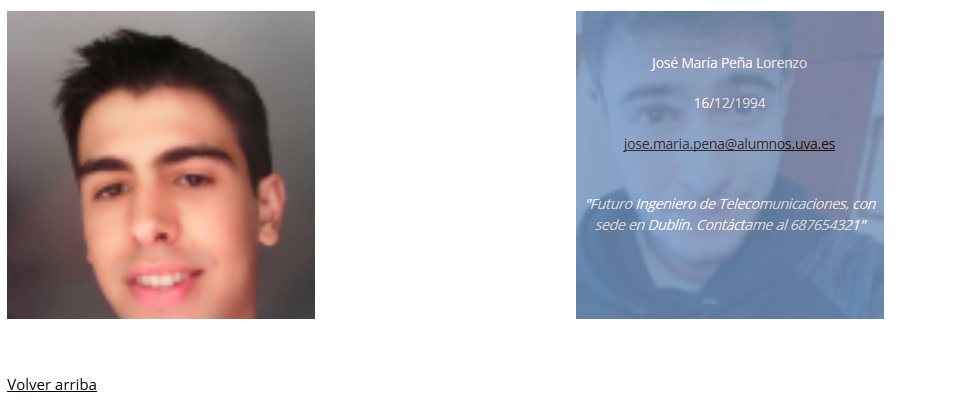 José María Peña Lorenzo
16/12/1994
jose.maria.pena@alumnos.uva.es
"Futuro Ingeniero de Telecomunicaciones, con
sede en Dublín. Contáctame al 687654321"
Volver arriba